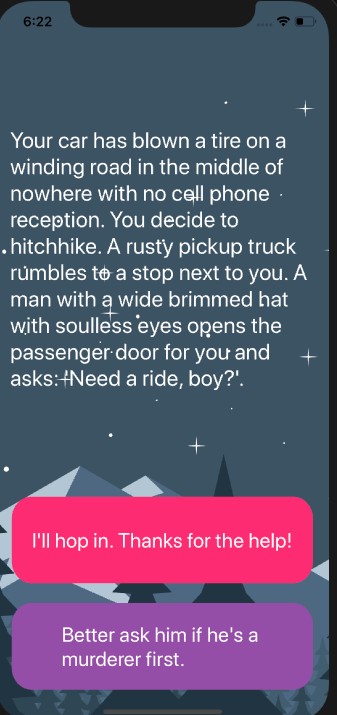 6:22
Your car has blown a tire on a
winding road in the middle of
nowhere with no cell phone
reception. You decide to
hitchhike. A rusty pickup truck
rumbles to a stop next to you. A
man with a wide brimmed hat
with soulless eyes opens the
passenger door for you and
asks: 'Need a ride, boy?'.
I'll hop in. Thanks for the help!
Better ask him if he's a
murderer first.